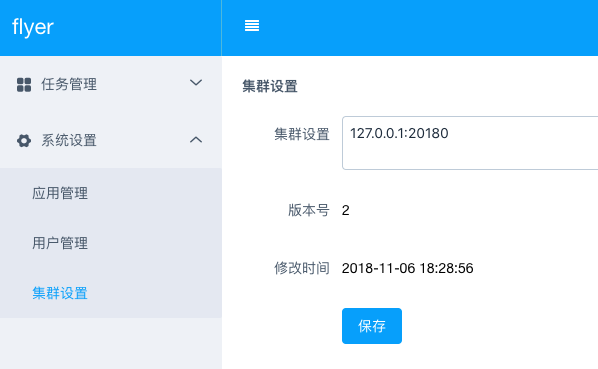 flyer
任务管理
系统设置
应用管理
用户管理
集群设置
集群设置
集群设置 127.0.0.1:20180
版本号 2
修改时间 2018-11-06 18:28:56
保存